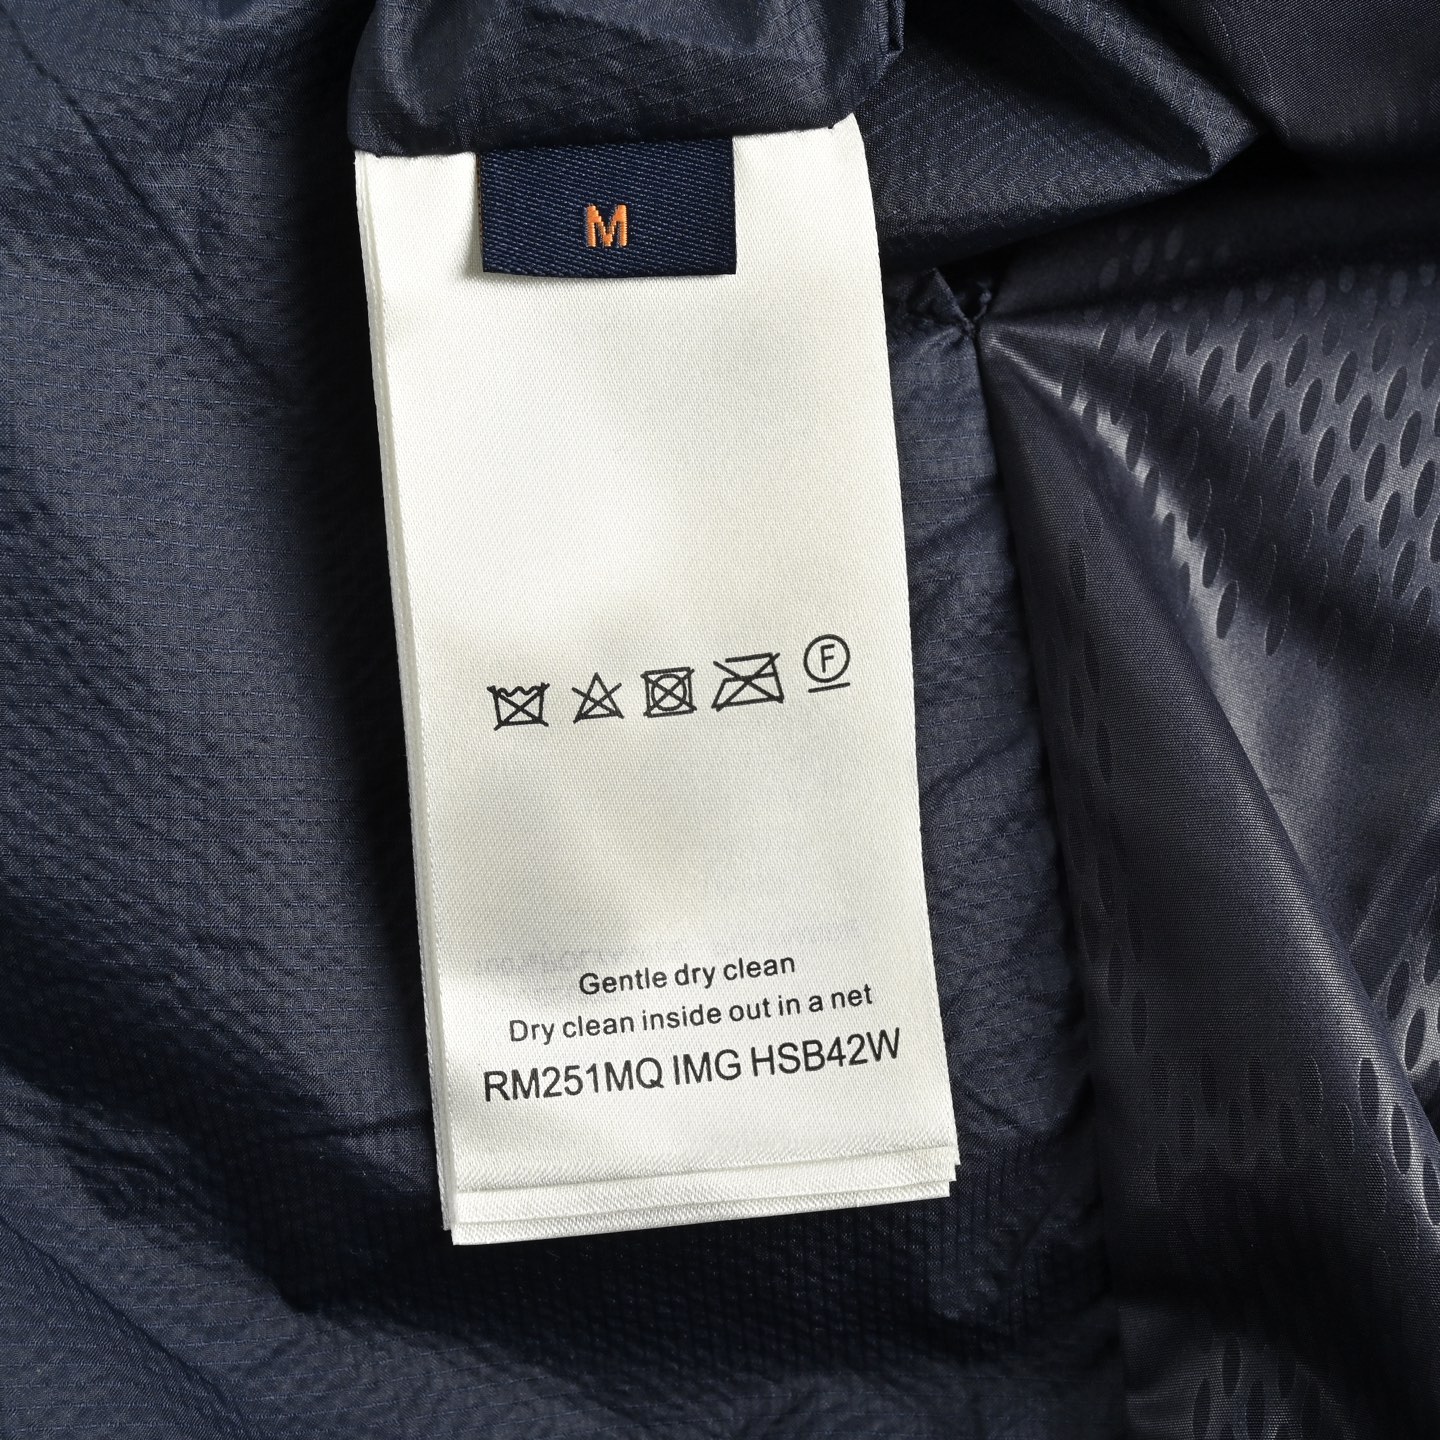 M
F
Gentle dry clean
Dry clean inside out in a net
RM251MQ IMG HSB42W